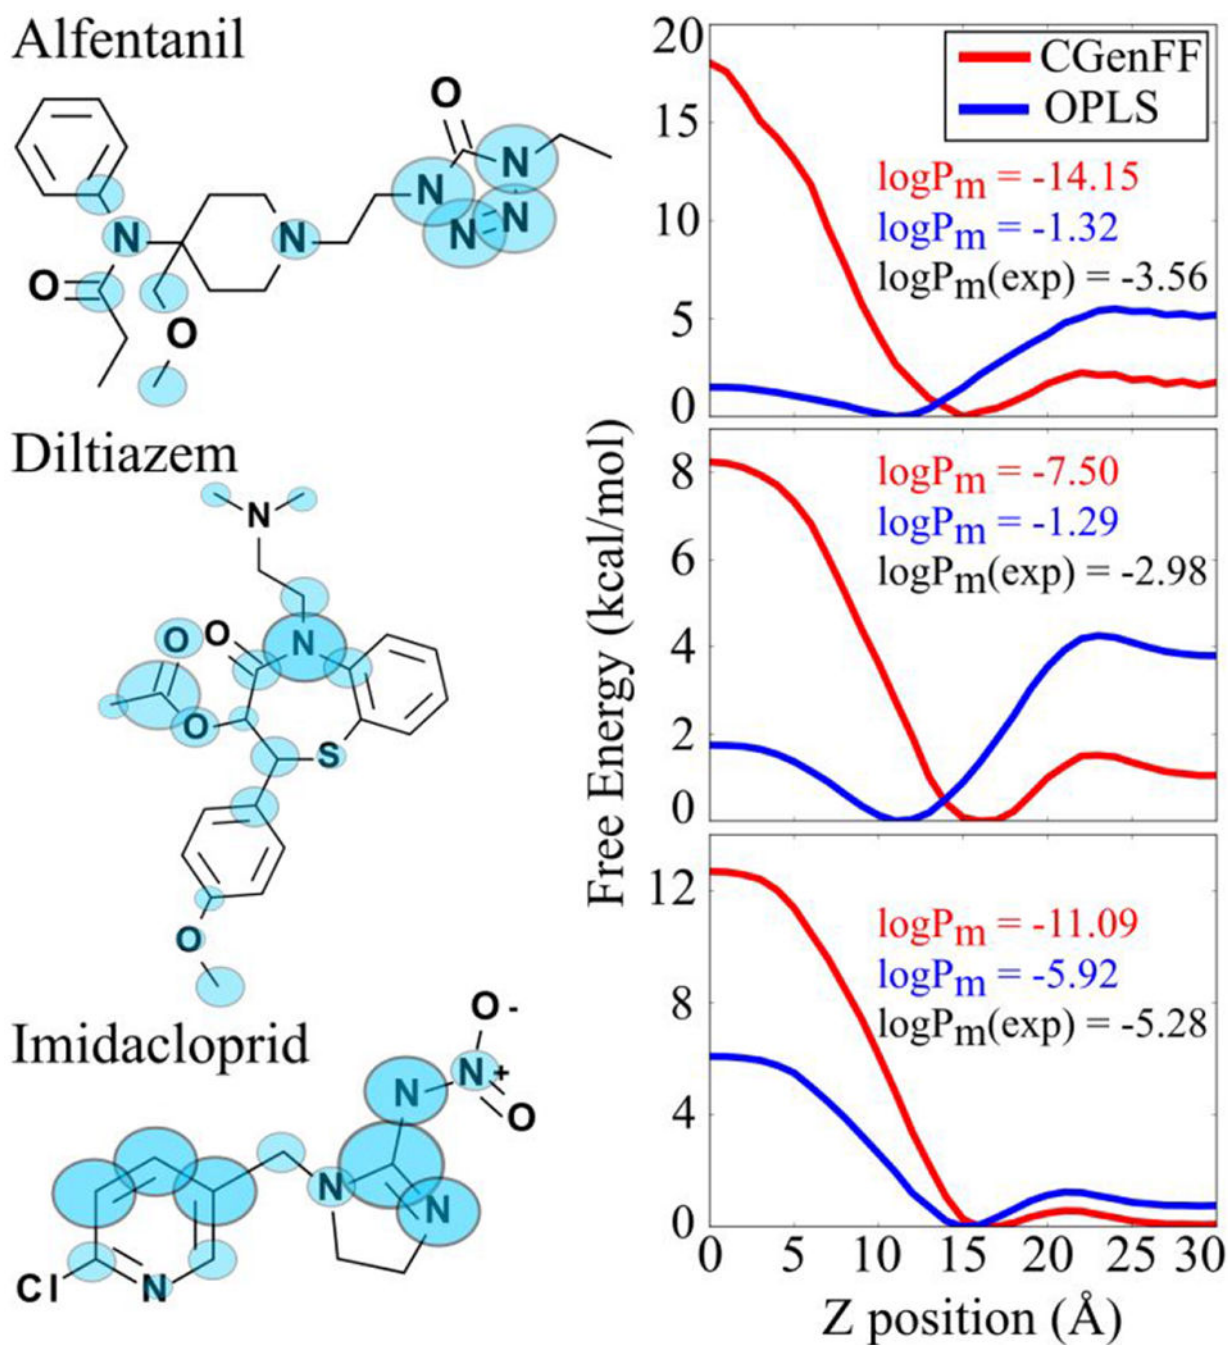 Alfentanil
O
N
N
N
N
N
N
O
O
20
15
10
5
0
CGenFF
OPLS
logPm = -14.15
logPm = -1.32
logPm(exp) = -3.56
Diltiazem
N
O
O
N
O
S
O
8
6
4
2
0
logPm = -7.50
logPm = -1.29
logPm(exp) = -2.98
Free Energy (kcal/mol)
Imidacloprid
O -
N
N +
O
N
N
Cl
N
12
8
4
0
logPm = -11.09
logPm = -5.92
logPm(exp) = -5.28
0 5 10 15 20 25 30
Z position (Å)